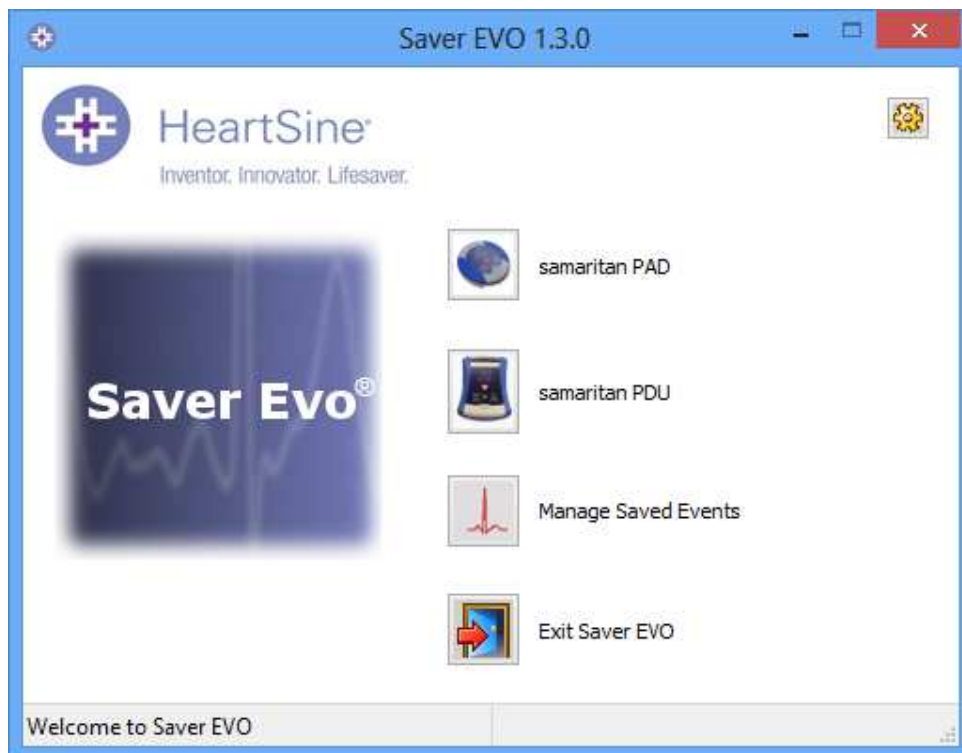 Saver EVO 1.3.0
HeartSine®
Inventor. Innovator. Lifesaver.
samaritan PAD
Saver Evo®
samaritan PDU
Manage Saved Events
Exit Saver EVO
Welcome to Saver EVO